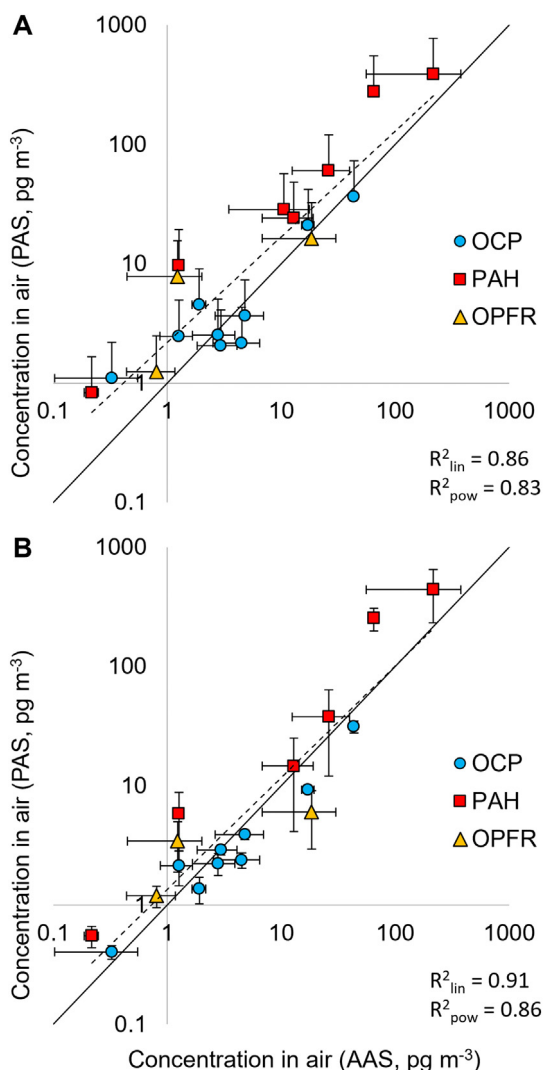 A
1000
100
10
1
0.1
0.1
1
10
100
1000
Concentration in air (PAS, pg m⁻³)
OCP
PAH
OPFR
R²lin = 0.86
R²pow = 0.83
B
1000
100
10
1
0.1
0.1
1
10
100
1000
Concentration in air (PAS, pg m⁻³)
OCP
PAH
OPFR
R²lin = 0.91
R²pow = 0.86
Concentration in air (AAS, pg m⁻³)